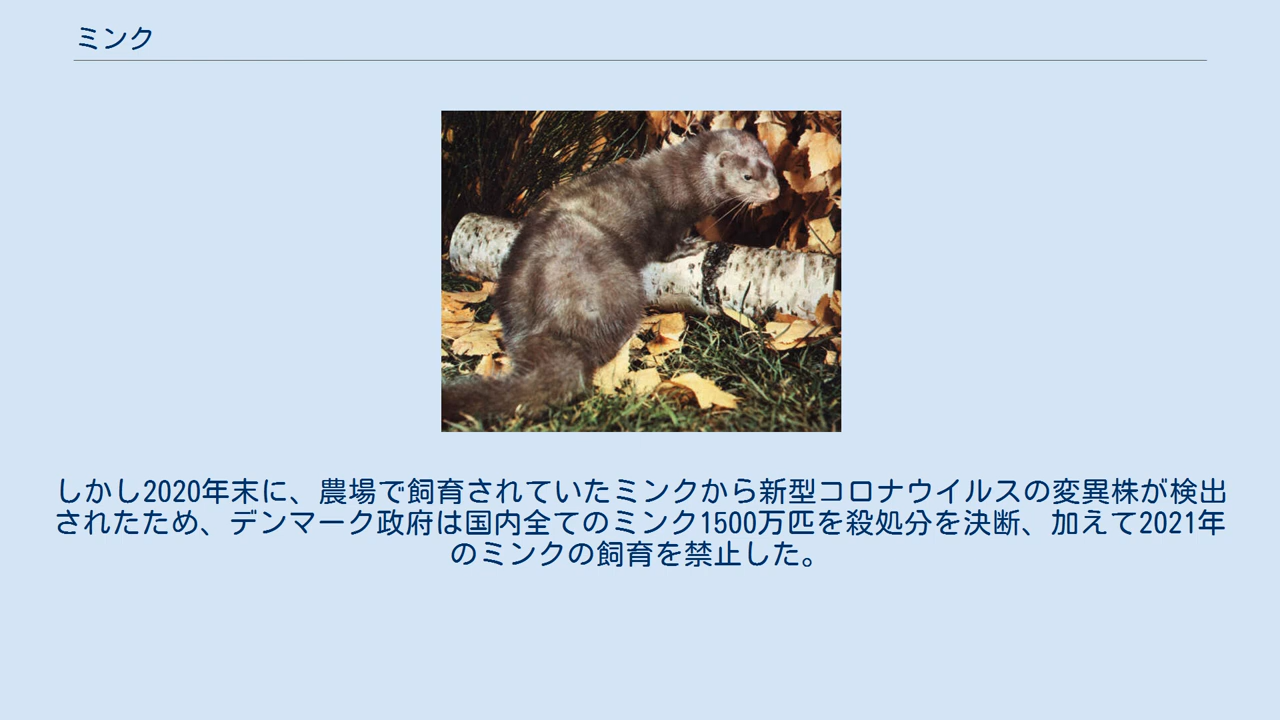 ミンク
しかし2020年末に、農場で飼育されていたミンクから新型コロナウイルスの変異株が検出
されたため、デンマーク政府は国内全てのミンク1500万匹を殺処分を決断、加えて2021年
のミンクの飼育を禁止した。